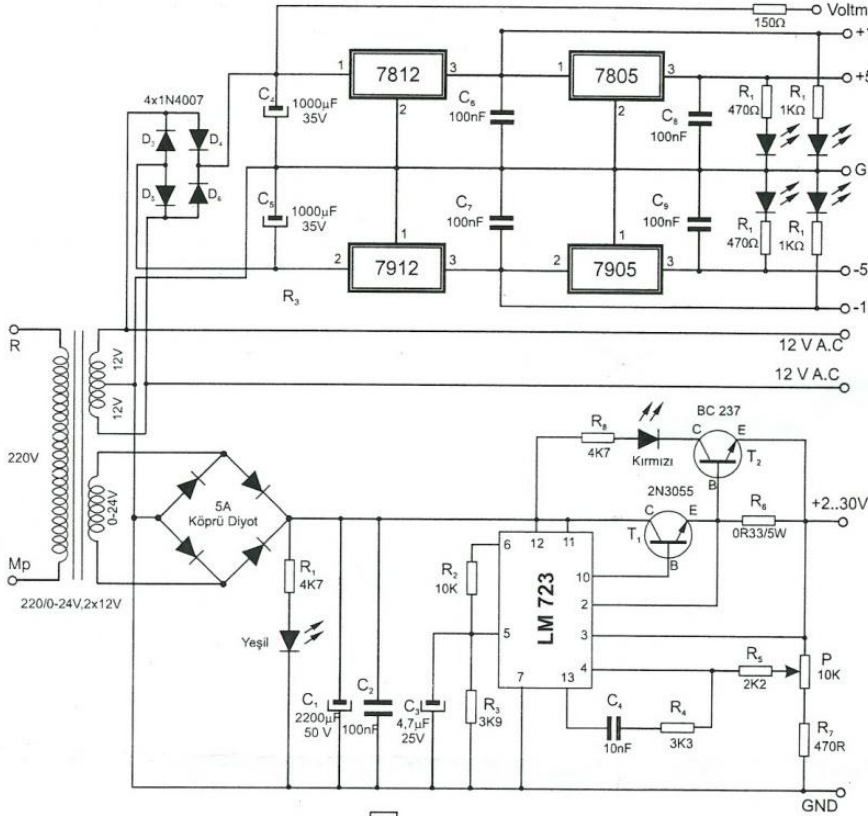 Voltm
150Ω
+1
1 7812 3
2
1 7805 3
2
+5
4x1N4007
D3
D4
D5
D6
C4 1000µF
35V
C6
100nF
C8
100nF
R1
470Ω
R1
1KΩ
G
C5 1000µF
35V
C7
100nF
C9
100nF
R1
470Ω
R1
1KΩ
1
2 7912 3
1
2 7905 3
-5
R3
-1
R
12V
12V
12 V A.C
12 V A.C
220V
0-24V
Mp
220/0-24V,2x12V
5A
Köprü Diyot
R1
4K7
Yeşil
C1
2200µF
50 V
C2
100nF
C3
4,7µF
25V
R2
10K
R3
3K9
R8
4K7
Kırmızı
BC 237
C E
B
T2
2N3055
C E
B
T1
R6
0R33/5W
+2..30V
LM 723
6
12
11
10
2
5
3
4
7
13
C4
10nF
R4
3K3
R5
2K2
P
10K
R7
470R
GND